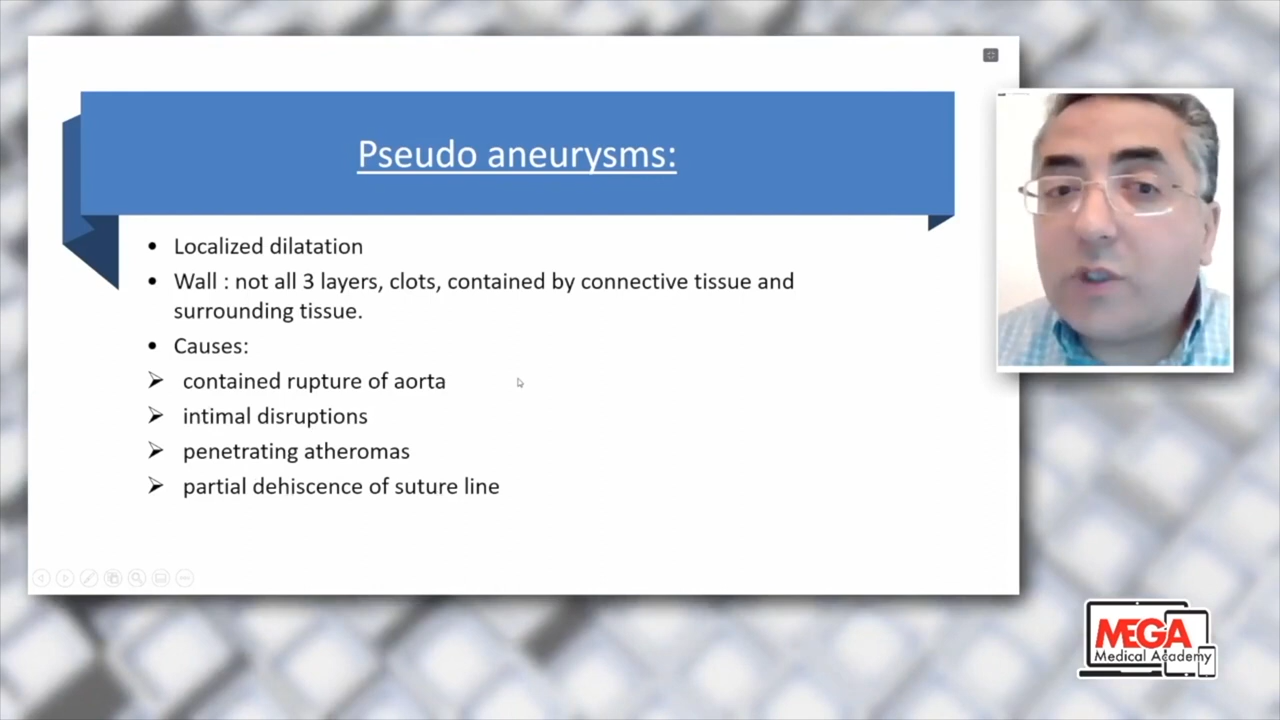 Pseudo aneurysms:
• Localized dilatation
• Wall : not all 3 layers, clots, contained by connective tissue and
surrounding tissue.
• Causes:
➢ contained rupture of aorta
➢ intimal disruptions
➢ penetrating atheromas
➢ partial dehiscence of suture line
MEGA
Medical Academy